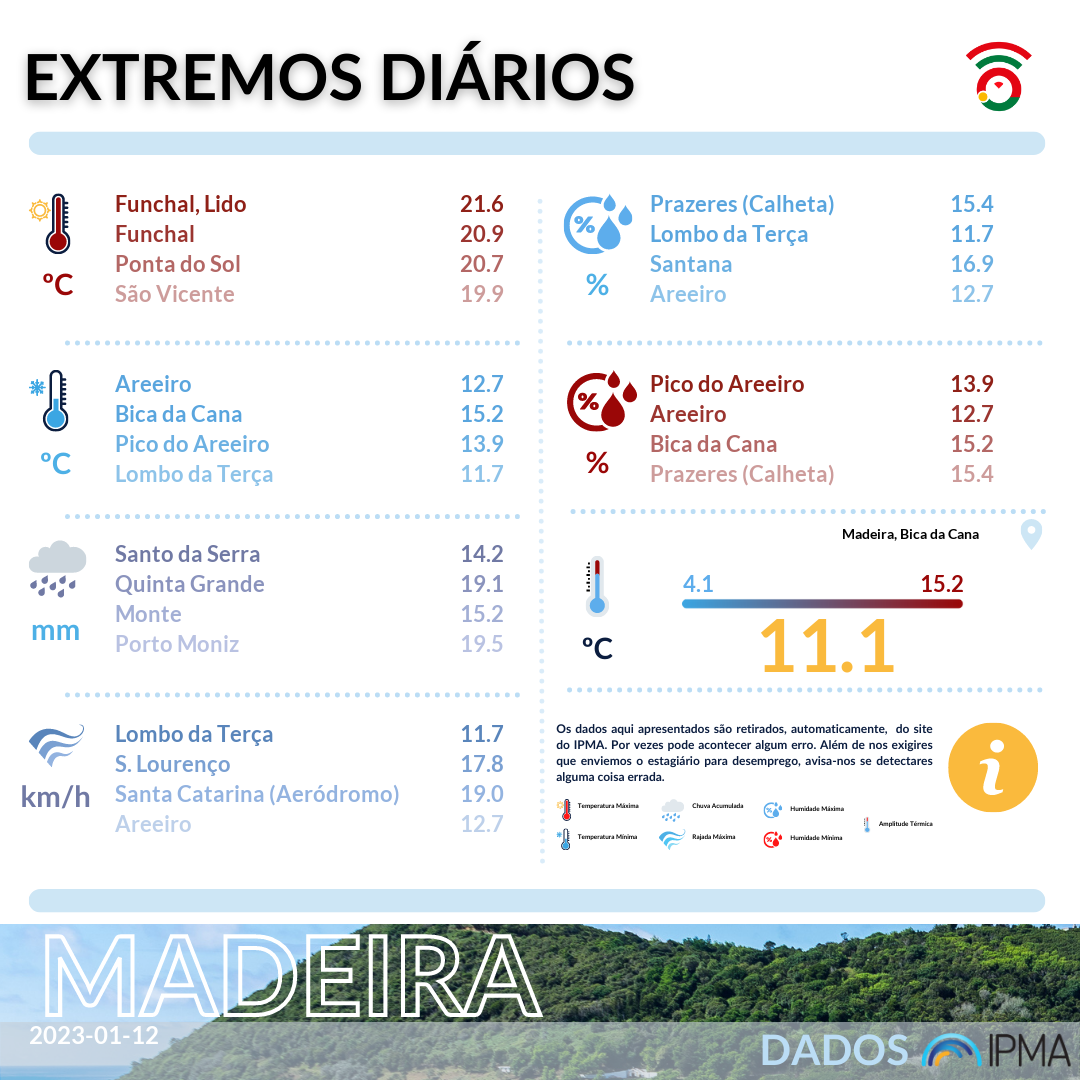 EXTREMOS DIÁRIOS
ºC
Funchal, Lido 21.6
Funchal 20.9
Ponta do Sol 20.7
São Vicente 19.9
ºC
Areeiro 12.7
Bica da Cana 15.2
Pico do Areeiro 13.9
Lombo da Terça 11.7
mm
Santo da Serra 14.2
Quinta Grande 19.1
Monte 15.2
Porto Moniz 19.5
km/h
Lombo da Terça 11.7
S. Lourenço 17.8
Santa Catarina (Aeródromo) 19.0
Areeiro 12.7
%
%
Prazeres (Calheta) 15.4
Lombo da Terça 11.7
Santana 16.9
Areeiro 12.7
%
%
Pico do Areeiro 13.9
Areeiro 12.7
Bica da Cana 15.2
Prazeres (Calheta) 15.4
Madeira, Bica da Cana
ºC
4.1 15.2
11.1
Os dados aqui apresentados são retirados, automaticamente, do site
do IPMA. Por vezes pode acontecer algum erro. Além de nos exigires
que enviemos o estagiário para desemprego, avisa-nos se detectares
alguma coisa errada.
i
Temperatura Máxima
Chuva Acumulada
% Humidade Máxima
Amplitude Térmica
Temperatura Mínima
Rajada Máxima
% Humidade Mínima
MADEIRA
2023-01-12
DADOS IPMA